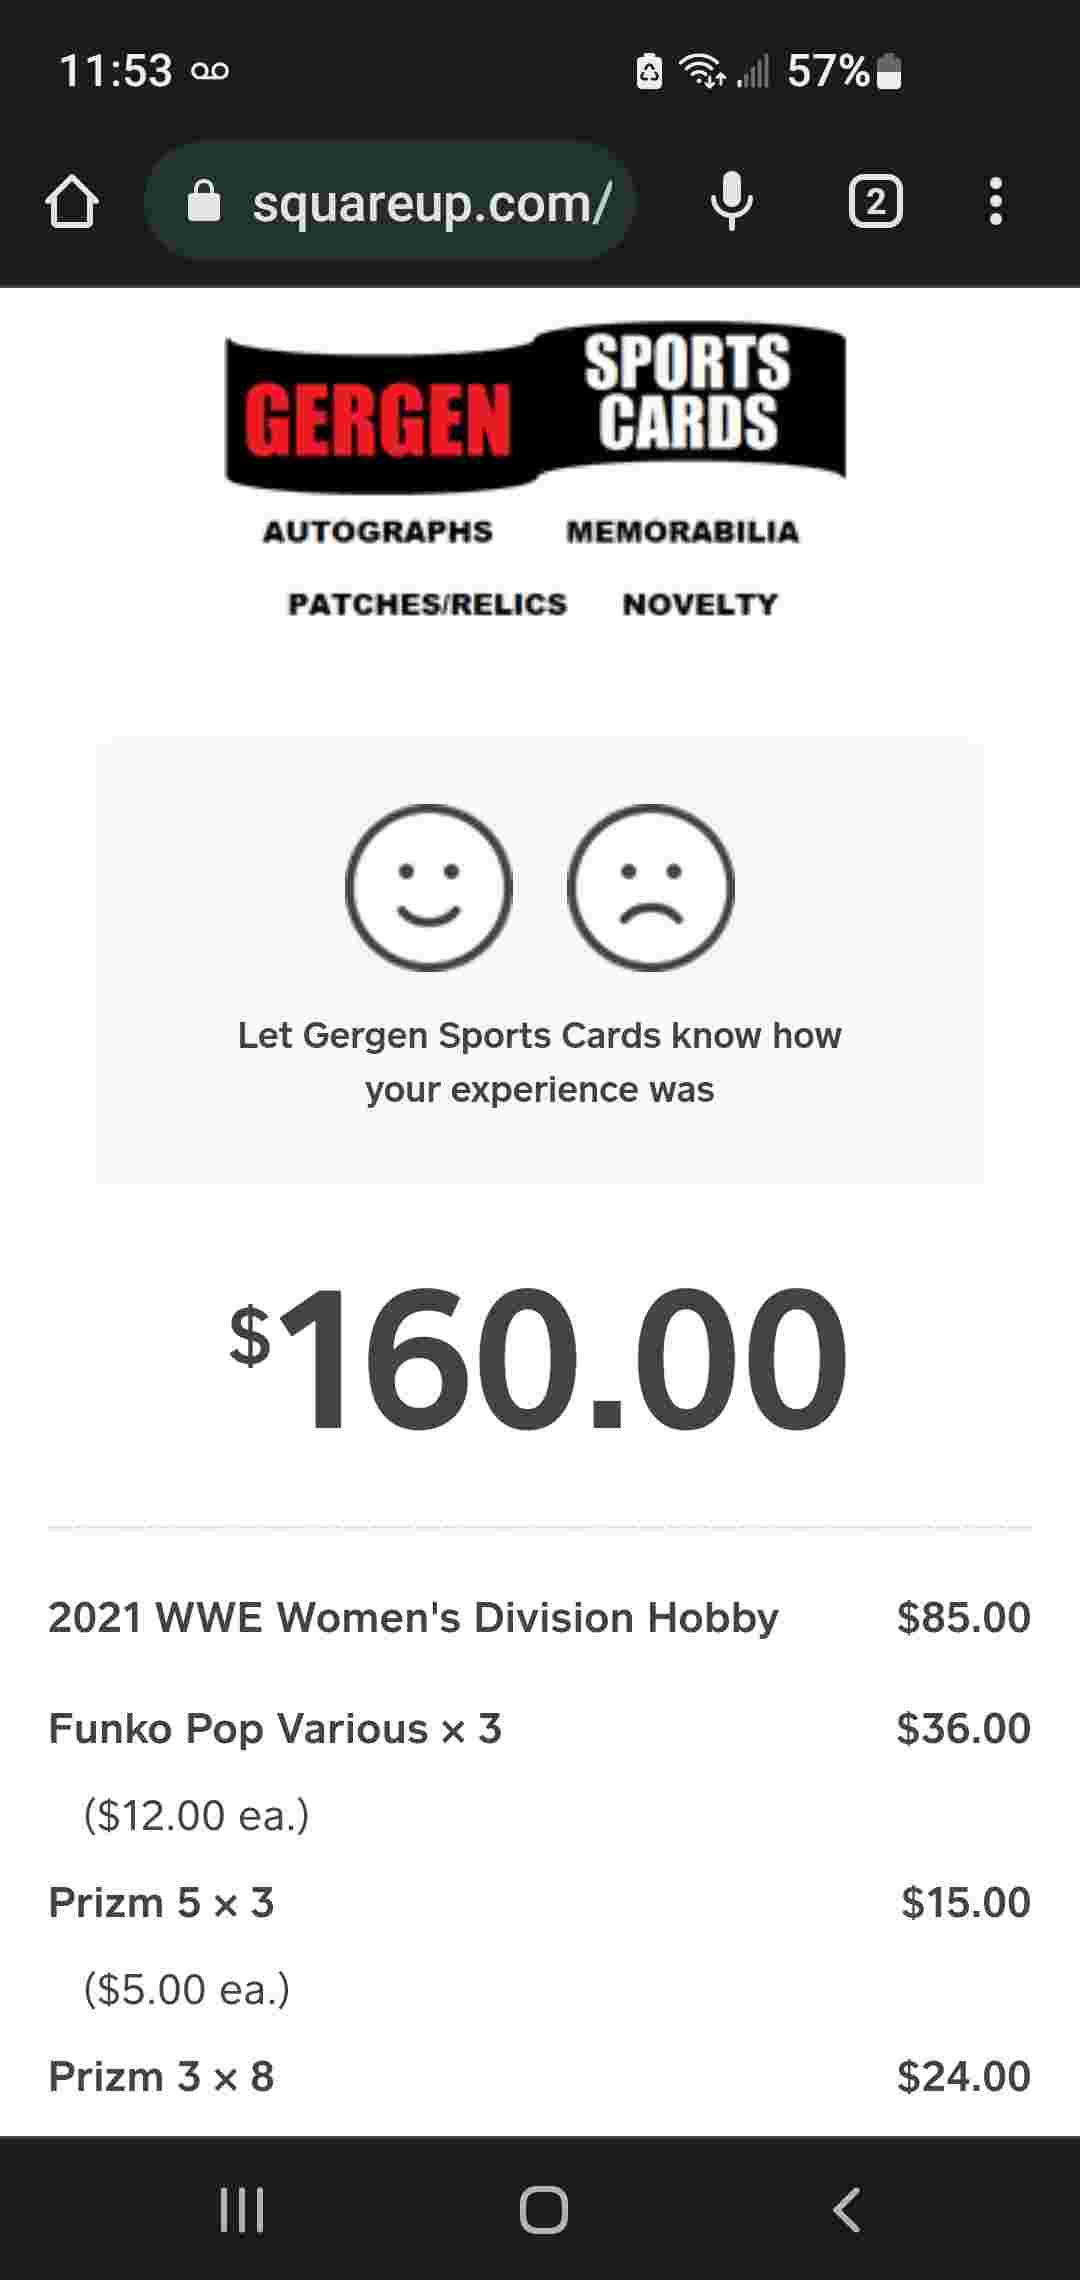 11:53 57%
squareup.com/ 2
GERGEN SPORTS CARDS
AUTOGRAPHS MEMORABILIA
PATCHES/RELICS NOVELTY
Let Gergen Sports Cards know how
your experience was
$160.00
2021 WWE Women's Division Hobby $85.00
Funko Pop Various × 3 $36.00
($12.00 ea.)
Prizm 5 × 3 $15.00
($5.00 ea.)
Prizm 3 × 8 $24.00